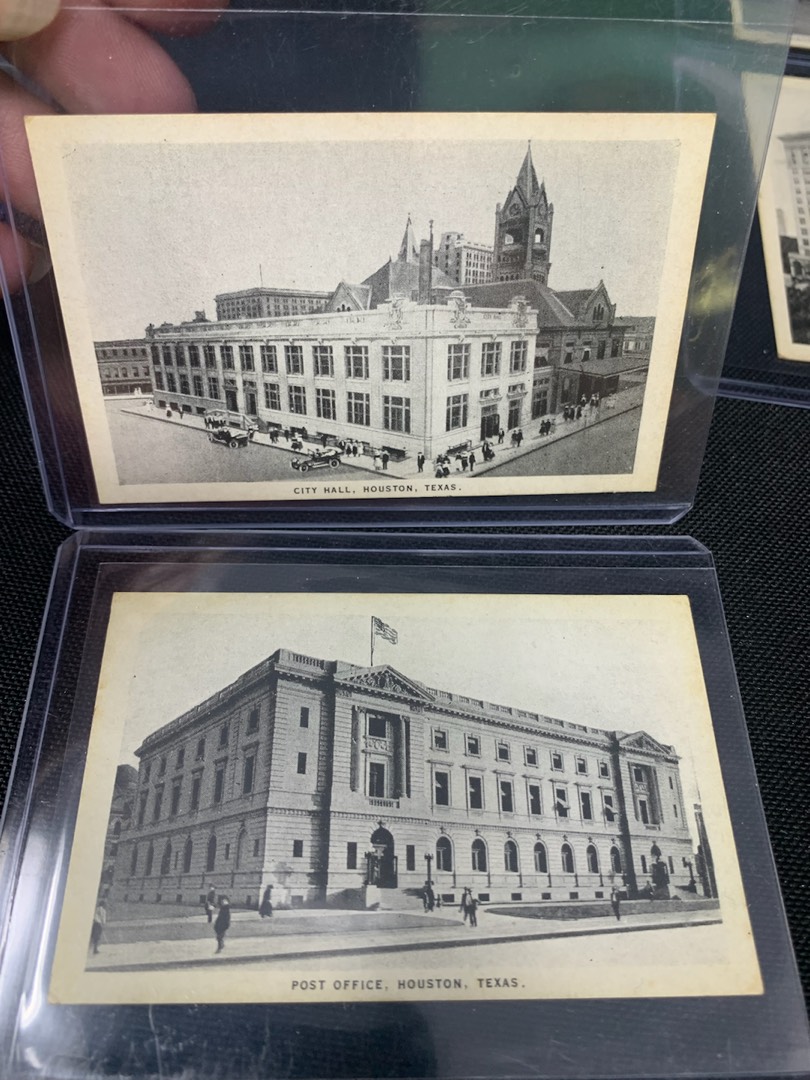 CITY HALL, HOUSTON, TEXAS.
POST OFFICE, HOUSTON, TEXAS.